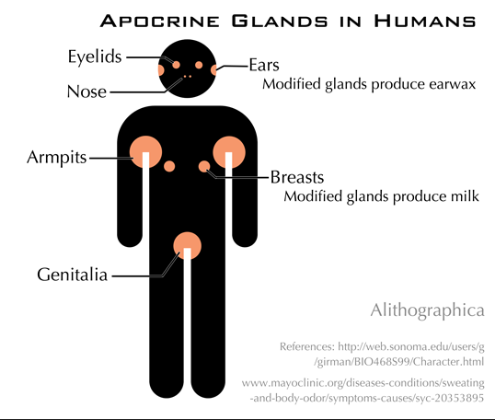 Apocrine Glands in Humans
Eyelids
Ears
Modified glands produce earwax
Nose
Armpits
Breasts
Modified glands produce milk
Genitalia
Alithographica
References: http://web.sonoma.edu/users/g
/girman/BIO468S99/Character.html
www.mayoclinic.org/diseases-conditions/sweating
-and-body-odor/symptoms-causes/syc-20353895